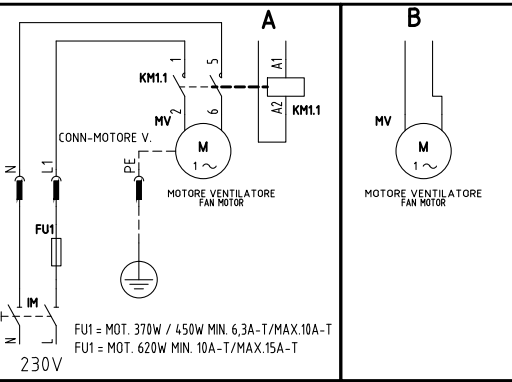 A
B
1
5
A1
KM1.1
2
6
A2
KM1.1
MV
MV
CONN-MOTORE V.
M
1 ~
M
1 ~
N
L1
PE
MOTORE VENTILATORE
FAN MOTOR
MOTORE VENTILATORE
FAN MOTOR
FU1
IM
N
L
FU1 = MOT. 370W / 450W MIN. 6,3A-T/MAX.10A-T
FU1 = MOT. 620W MIN. 10A-T/MAX.15A-T
230V